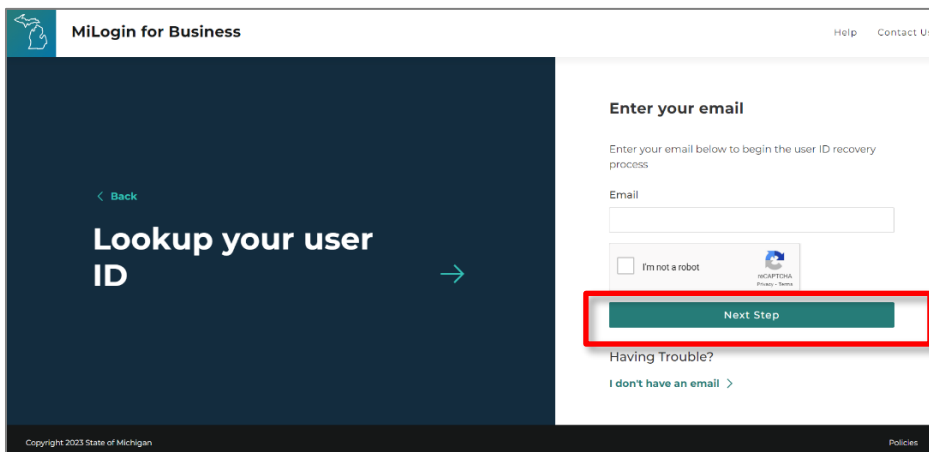 MiLogin for Business
Help Contact Us
Back
Lookup your user
ID
Enter your email
Enter your email below to begin the user ID recovery
process
Email
I'm not a robot
reCAPTCHA
Privacy - Terms
Next Step
Having Trouble?
I don't have an email
Copyright 2023 State of Michigan
Policies